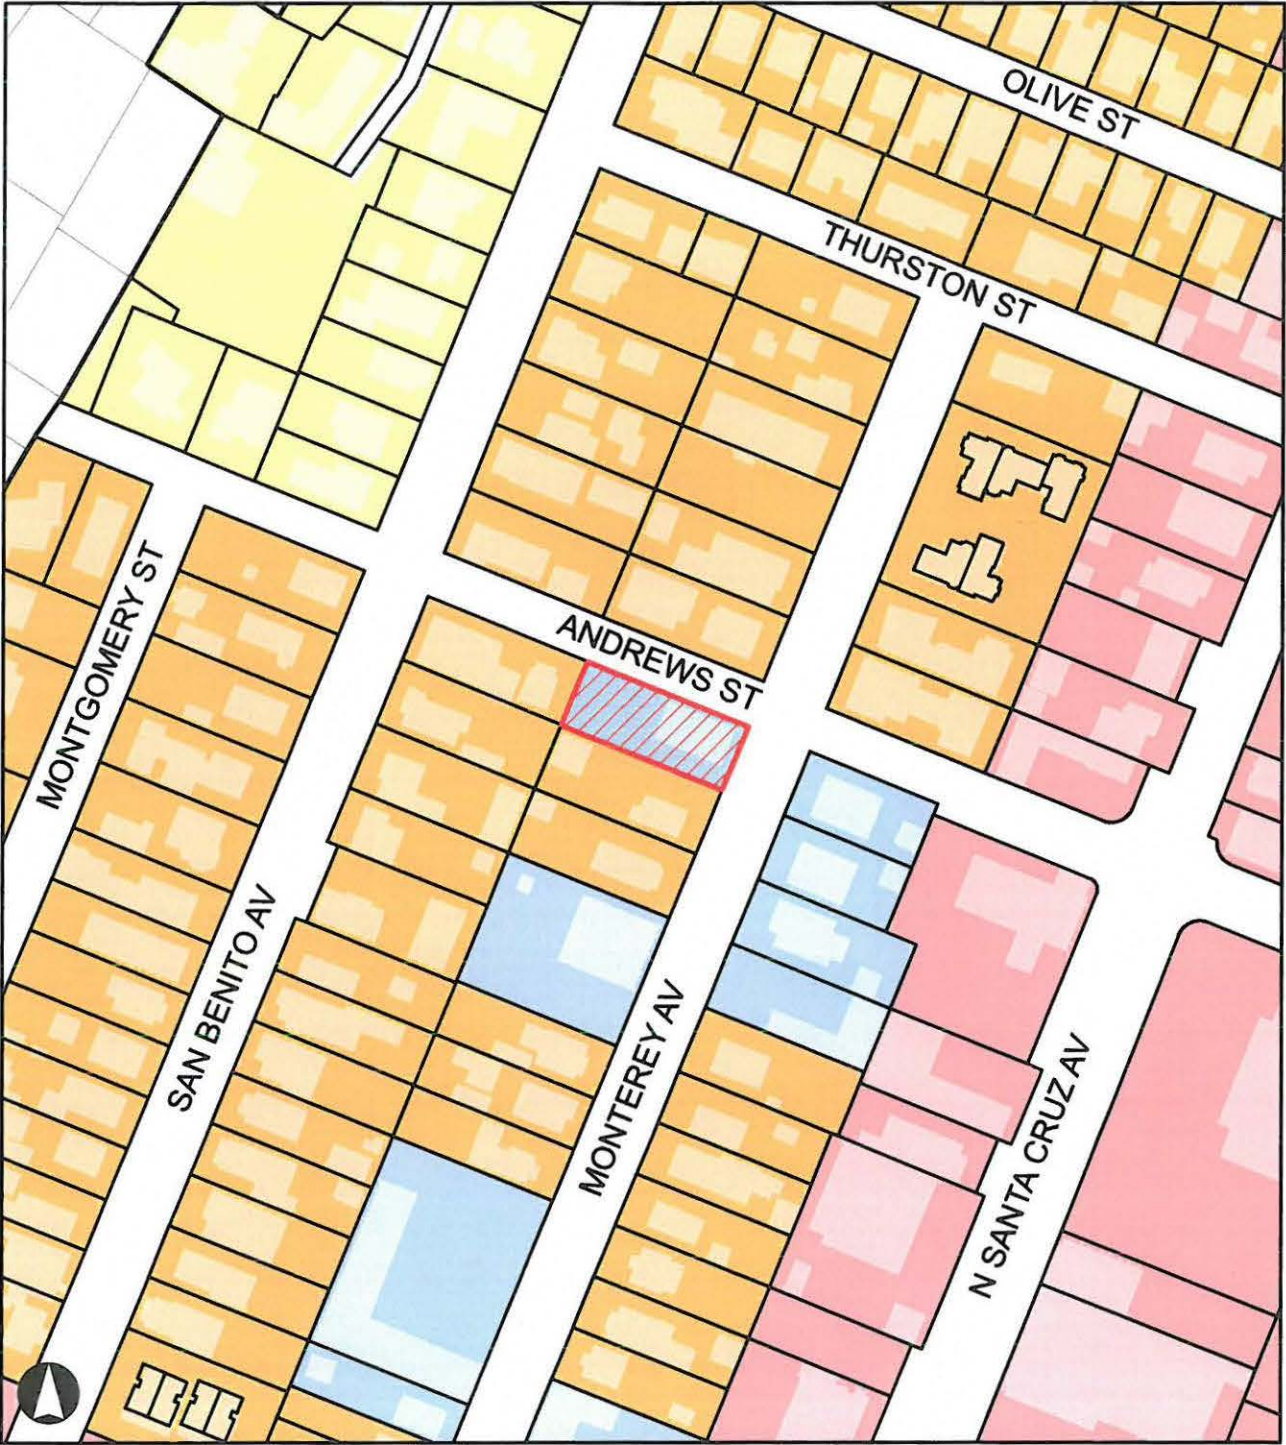 OLIVE ST
THURSTON ST
ANDREWS ST
MONTGOMERY ST
SAN BENITO AV
MONTEREY AV
N SANTA CRUZ AV